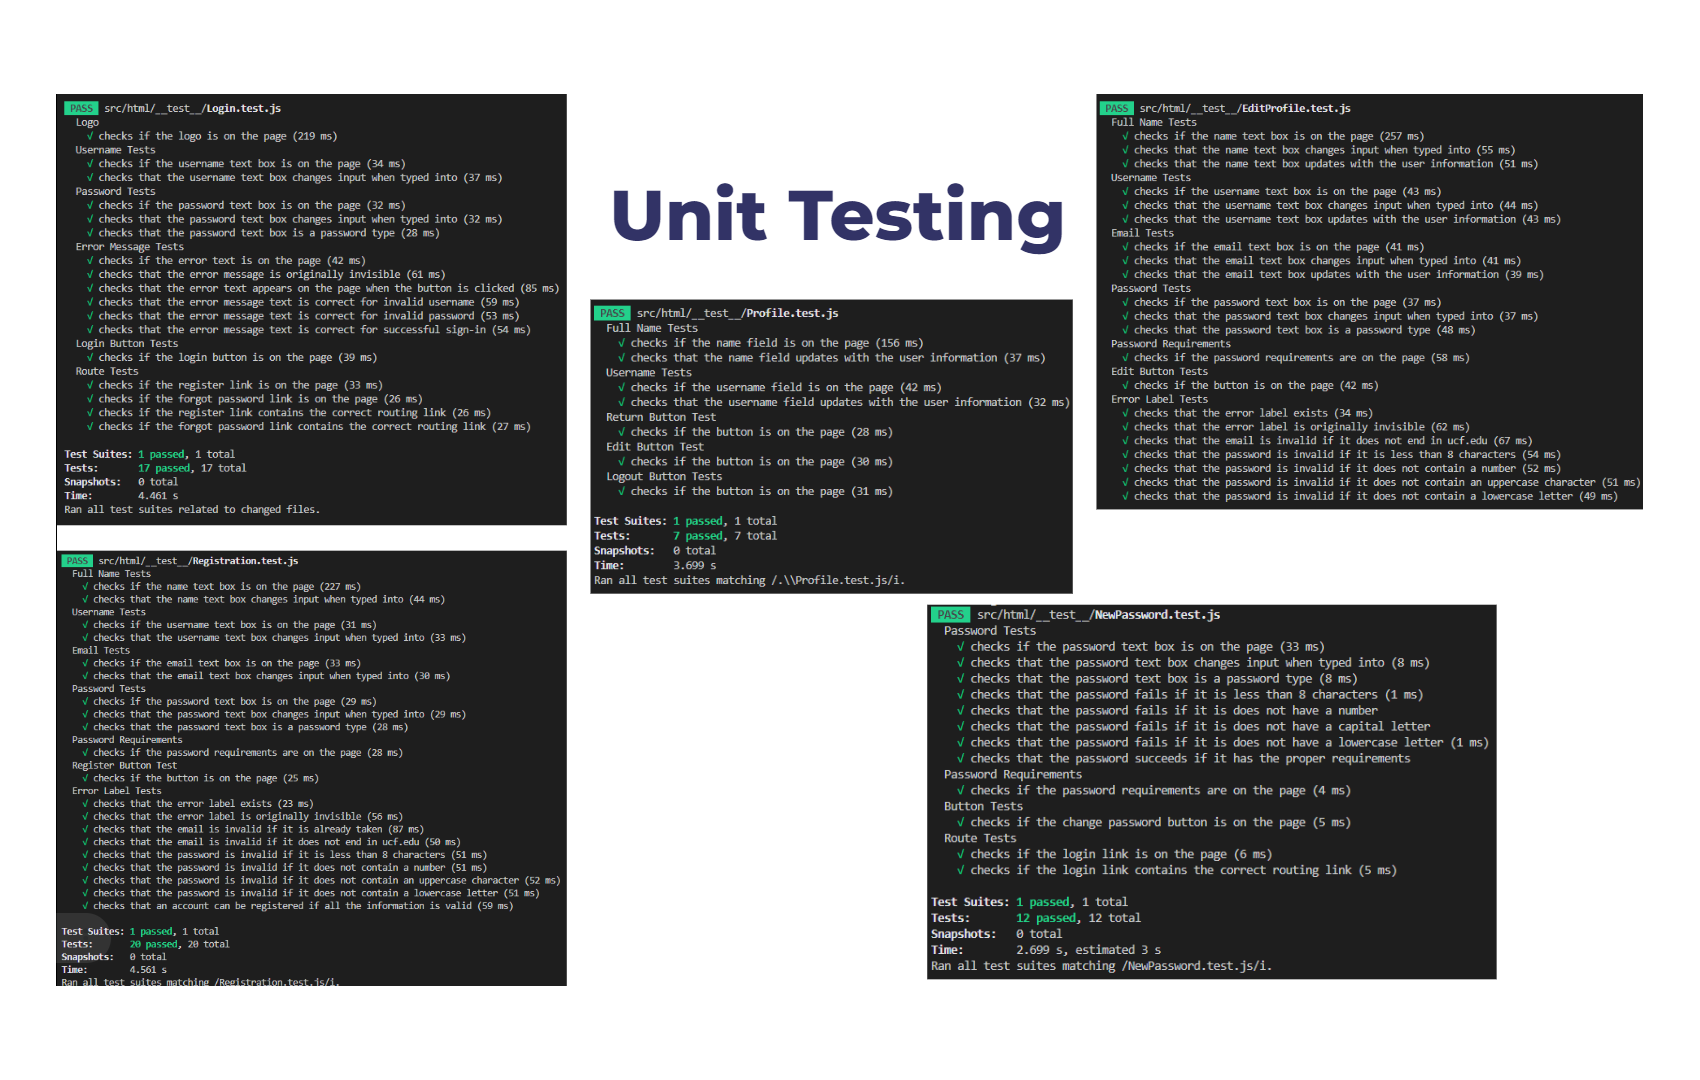 PASS src/html/__test__/Login.test.js
Logo
√ checks if the logo is on the page (219 ms)
Username Tests
√ checks if the username text box is on the page (34 ms)
√ checks that the username text box changes input when typed into (37 ms)
Password Tests
√ checks if the password text box is on the page (32 ms)
√ checks that the password text box changes input when typed into (32 ms)
√ checks that the password text box is a password type (28 ms)
Error Message Tests
√ checks if the error text is on the page (42 ms)
√ checks that the error message is originally invisible (61 ms)
√ checks that the error text appears on the page when the button is clicked (85 ms)
√ checks that the error message text is correct for invalid username (59 ms)
√ checks that the error message text is correct for invalid password (53 ms)
√ checks that the error message text is correct for successful sign-in (54 ms)
Login Button Tests
√ checks if the login button is on the page (39 ms)
Route Tests
√ checks if the register link is on the page (33 ms)
√ checks if the forgot password link is on the page (26 ms)
√ checks if the register link contains the correct routing link (26 ms)
√ checks if the forgot password link contains the correct routing link (27 ms)
Test Suites: 1 passed, 1 total
Tests: 17 passed, 17 total
Snapshots: 0 total
Time: 4.461 s
Ran all test suites related to changed files.
PASS src/html/__test__/Registration.test.js
Full Name Tests
√ checks if the name text box is on the page (227 ms)
√ checks that the name text box changes input when typed into (44 ms)
Username Tests
√ checks if the username text box is on the page (31 ms)
√ checks that the username text box changes input when typed into (33 ms)
Email Tests
√ checks if the email text box is on the page (33 ms)
√ checks that the email text box changes input when typed into (30 ms)
Password Tests
√ checks if the password text box is on the page (29 ms)
√ checks that the password text box changes input when typed into (29 ms)
√ checks that the password text box is a password type (28 ms)
Password Requirements
√ checks if the password requirements are on the page (28 ms)
Register Button Test
√ checks if the button is on the page (25 ms)
Error Label Tests
√ checks that the error label exists (23 ms)
√ checks that the error label is originally invisible (56 ms)
√ checks that the email is invalid if it is already taken (87 ms)
√ checks that the email is invalid if it does not end in ucf.edu (50 ms)
√ checks that the password is invalid if it is less than 8 characters (51 ms)
√ checks that the password is invalid if it does not contain a number (51 ms)
√ checks that the password is invalid if it does not contain an uppercase character (52 ms)
√ checks that the password is invalid if it does not contain a lowercase letter (51 ms)
√ checks that an account can be registered if all the information is valid (59 ms)
Test Suites: 1 passed, 1 total
Tests: 20 passed, 20 total
Snapshots: 0 total
Time: 4.561 s
Ran all test suites matching /Registration.test.js/i.
Unit Testing
PASS src/html/__test__/Profile.test.js
Full Name Tests
√ checks if the name field is on the page (156 ms)
√ checks that the name field updates with the user information (37 ms)
Username Tests
√ checks if the username field is on the page (42 ms)
√ checks that the username field updates with the user information (32 ms)
Return Button Test
√ checks if the button is on the page (28 ms)
Edit Button Test
√ checks if the button is on the page (30 ms)
Logout Button Tests
√ checks if the button is on the page (31 ms)
Test Suites: 1 passed, 1 total
Tests: 7 passed, 7 total
Snapshots: 0 total
Time: 3.699 s
Ran all test suites matching /.\\Profile.test.js/i.
PASS src/html/__test__/EditProfile.test.js
Full Name Tests
√ checks if the name text box is on the page (257 ms)
√ checks that the name text box changes input when typed into (55 ms)
√ checks that the name text box updates with the user information (51 ms)
Username Tests
√ checks if the username text box is on the page (43 ms)
√ checks that the username text box changes input when typed into (44 ms)
√ checks that the username text box updates with the user information (43 ms)
Email Tests
√ checks if the email text box is on the page (41 ms)
√ checks that the email text box changes input when typed into (41 ms)
√ checks that the email text box updates with the user information (39 ms)
Password Tests
√ checks if the password text box is on the page (37 ms)
√ checks that the password text box changes input when typed into (37 ms)
√ checks that the password text box is a password type (48 ms)
Password Requirements
√ checks if the password requirements are on the page (58 ms)
Edit Button Tests
√ checks if the button is on the page (42 ms)
Error Label Tests
√ checks that the error label exists (34 ms)
√ checks that the error label is originally invisible (62 ms)
√ checks that the email is invalid if it does not end in ucf.edu (67 ms)
√ checks that the password is invalid if it is less than 8 characters (54 ms)
√ checks that the password is invalid if it does not contain a number (52 ms)
√ checks that the password is invalid if it does not contain an uppercase character (51 ms)
√ checks that the password is invalid if it does not contain a lowercase letter (49 ms)
PASS src/html/__test__/NewPassword.test.js
Password Tests
√ checks if the password text box is on the page (33 ms)
√ checks that the password text box changes input when typed into (8 ms)
√ checks that the password text box is a password type (8 ms)
√ checks that the password fails if it is less than 8 characters (1 ms)
√ checks that the password fails if it is does not have a number
√ checks that the password fails if it is does not have a capital letter
√ checks that the password fails if it is does not have a lowercase letter (1 ms)
√ checks that the password succeeds if it has the proper requirements
Password Requirements
√ checks if the password requirements are on the page (4 ms)
Button Tests
√ checks if the change password button is on the page (5 ms)
Route Tests
√ checks if the login link is on the page (6 ms)
√ checks if the login link contains the correct routing link (5 ms)
Test Suites: 1 passed, 1 total
Tests: 12 passed, 12 total
Snapshots: 0 total
Time: 2.699 s, estimated 3 s
Ran all test suites matching /NewPassword.test.js/i.